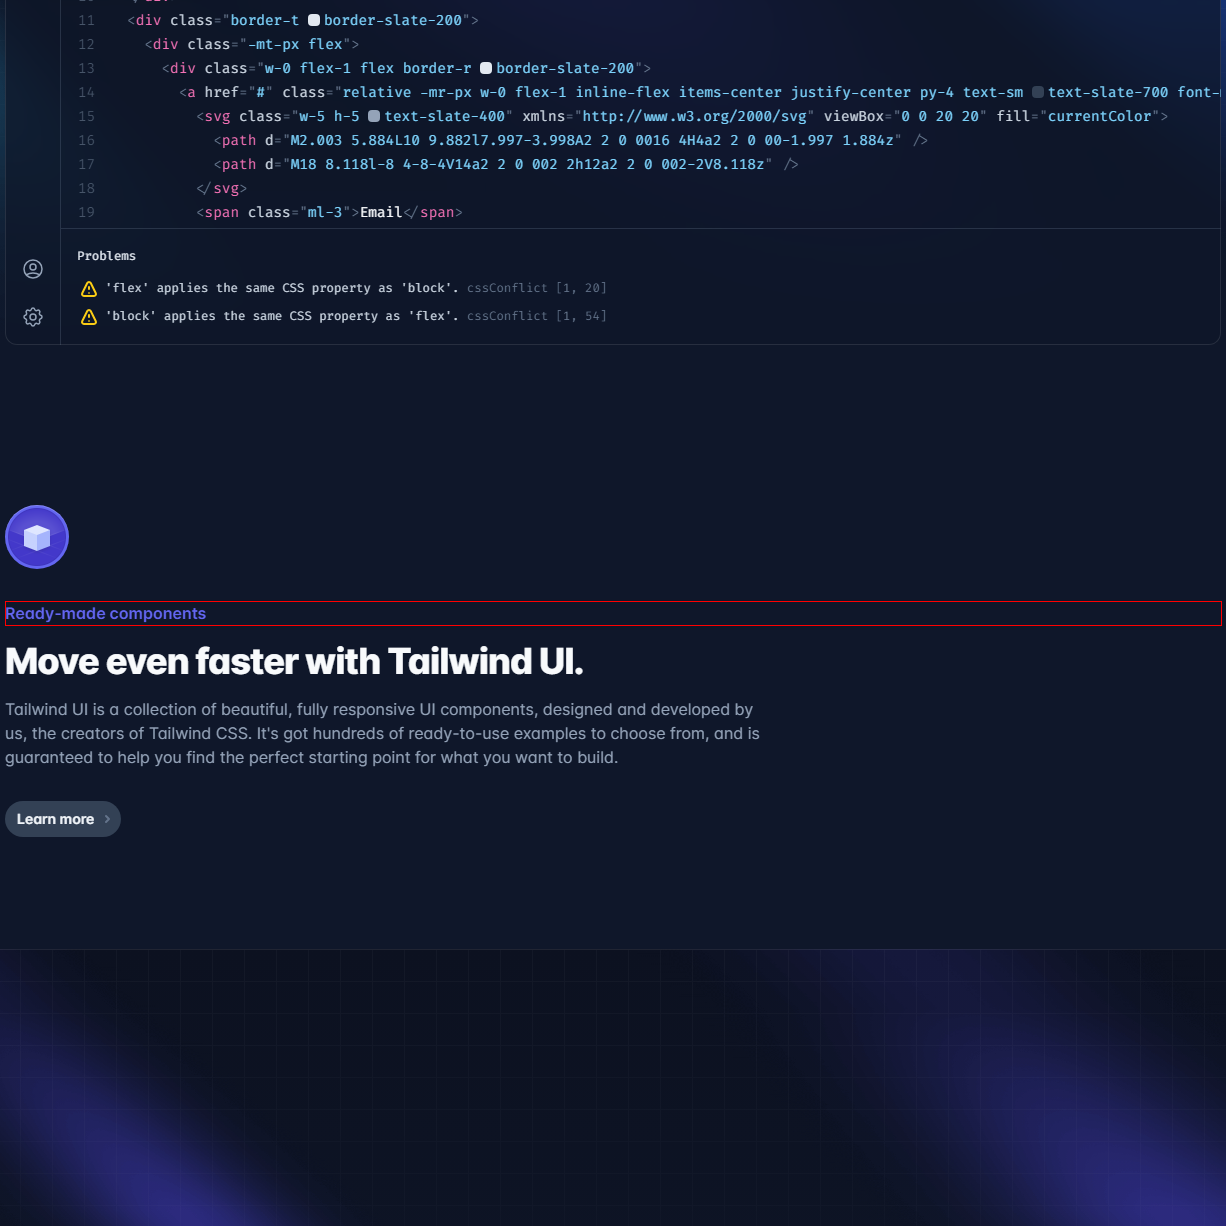 11 <div class="border-t border-slate-200">
12 <div class="-mt-px flex">
13 <div class="w-0 flex-1 flex border-r border-slate-200">
14 <a href="#" class="relative -mr-px w-0 flex-1 inline-flex items-center justify-center py-4 text-sm text-slate-700 font-
15 <svg class="w-5 h-5 text-slate-400" xmlns="http://www.w3.org/2000/svg" viewBox="0 0 20 20" fill="currentColor">
16 <path d="M2.003 5.884L10 9.882l7.997-3.998A2 2 0 0016 4H4a2 2 0 00-1.997 1.884z" />
17 <path d="M18 8.118l-8 4-8-4V14a2 2 0 002 2h12a2 2 0 002-2V8.118z" />
18 </svg>
19 <span class="ml-3">Email</span>
Problems
'flex' applies the same CSS property as 'block'. cssConflict [1, 20]
'block' applies the same CSS property as 'flex'. cssConflict [1, 54]
Ready-made components
Move even faster with Tailwind UI.
Tailwind UI is a collection of beautiful, fully responsive UI components, designed and developed by
us, the creators of Tailwind CSS. It's got hundreds of ready-to-use examples to choose from, and is
guaranteed to help you find the perfect starting point for what you want to build.
Learn more